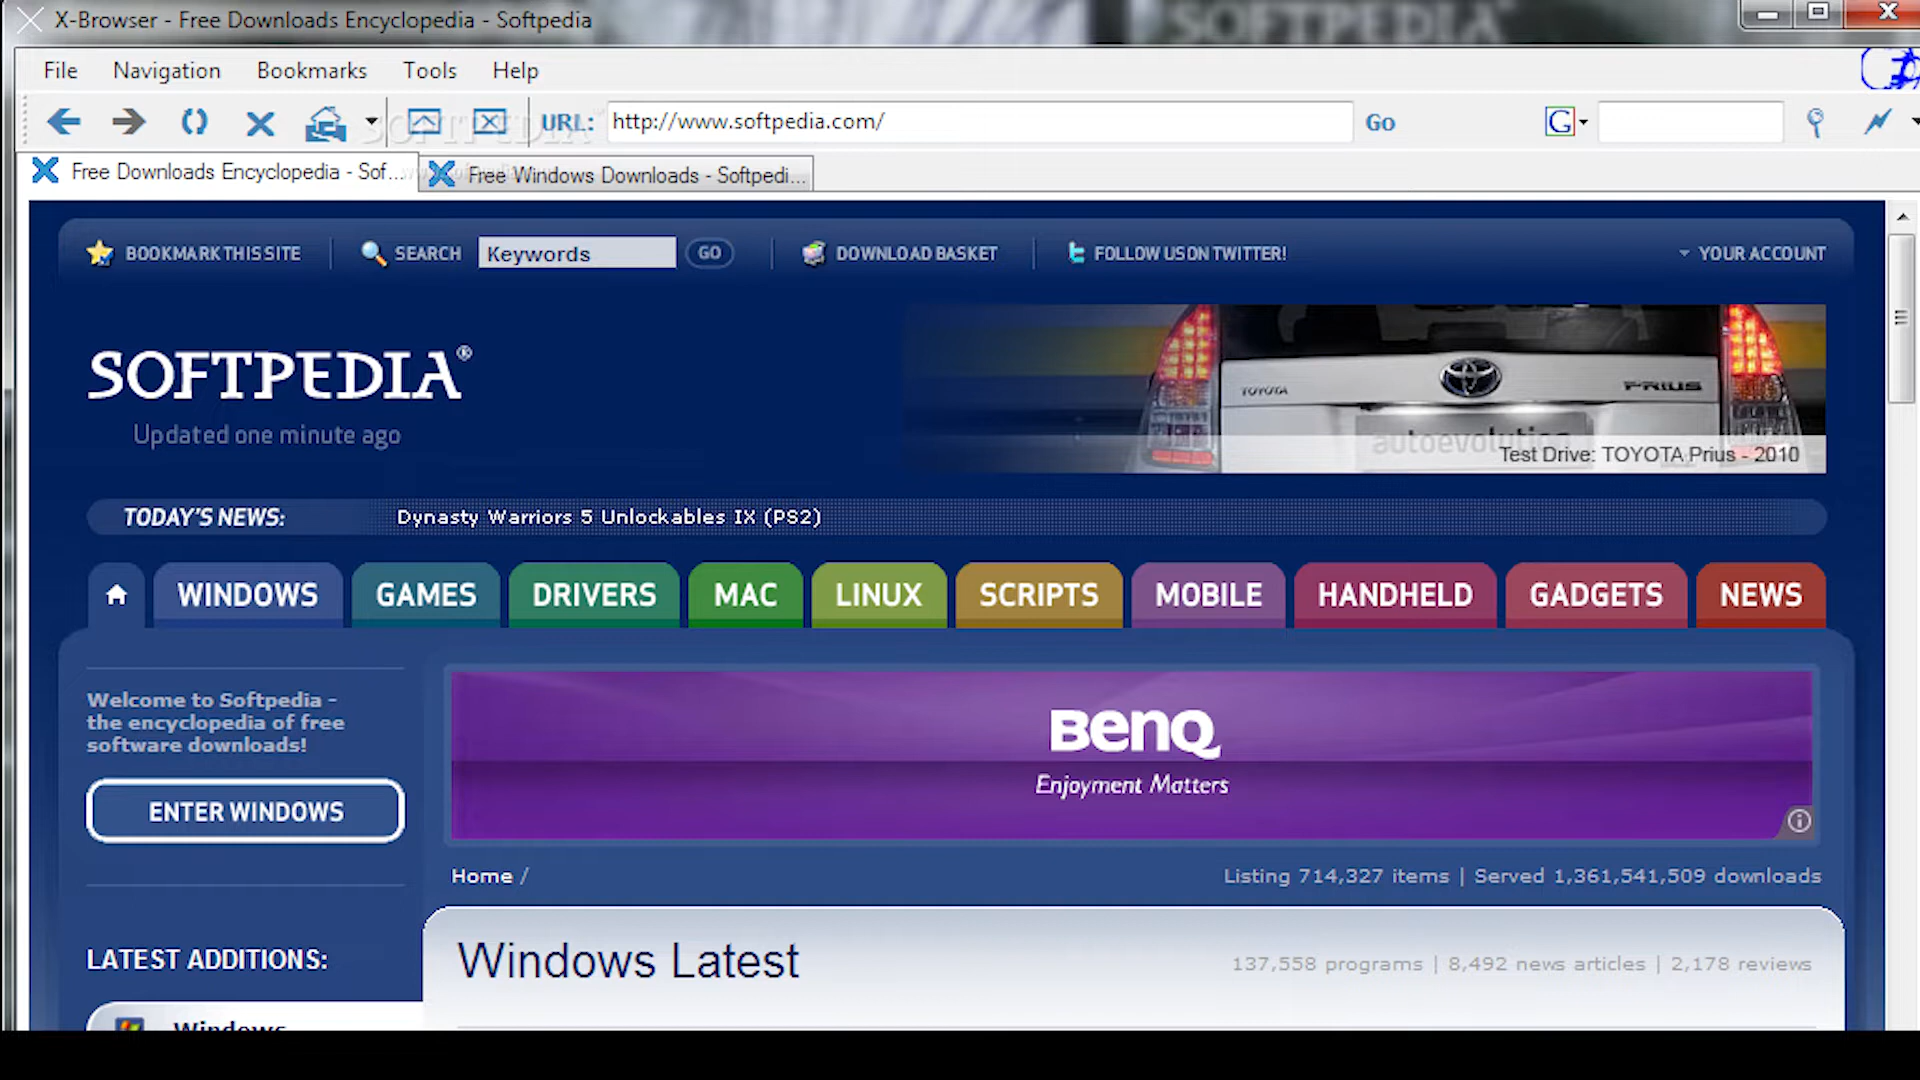 X-Browser - Free Downloads Encyclopedia - Softpedia
SOFTPEDIA
File Navigation Bookmarks Tools Help
URL: http://www.softpedia.com/ Go
SOFTPEDIA
Free Downloads Encyclopedia - Sof... Free Windows Downloads - Softpedi...
BOOKMARK THIS SITE SEARCH Keywords GO DOWNLOAD BASKET FOLLOW US ON TWITTER! YOUR ACCOUNT
SOFTPEDIA®
Updated one minute ago
TOYOTA PRIUS
autoevolution
Test Drive: TOYOTA Prius - 2010
TODAY'S NEWS: Dynasty Warriors 5 Unlockables IX (PS2)
WINDOWS GAMES DRIVERS MAC LINUX SCRIPTS MOBILE HANDHELD GADGETS NEWS
Welcome to Softpedia -
the encyclopedia of free
software downloads!
ENTER WINDOWS
BenQ
Enjoyment Matters
Home / Listing 714,327 items | Served 1,361,541,509 downloads
LATEST ADDITIONS:
Windows Latest 137,558 programs | 8,492 news articles | 2,178 reviews
Windows